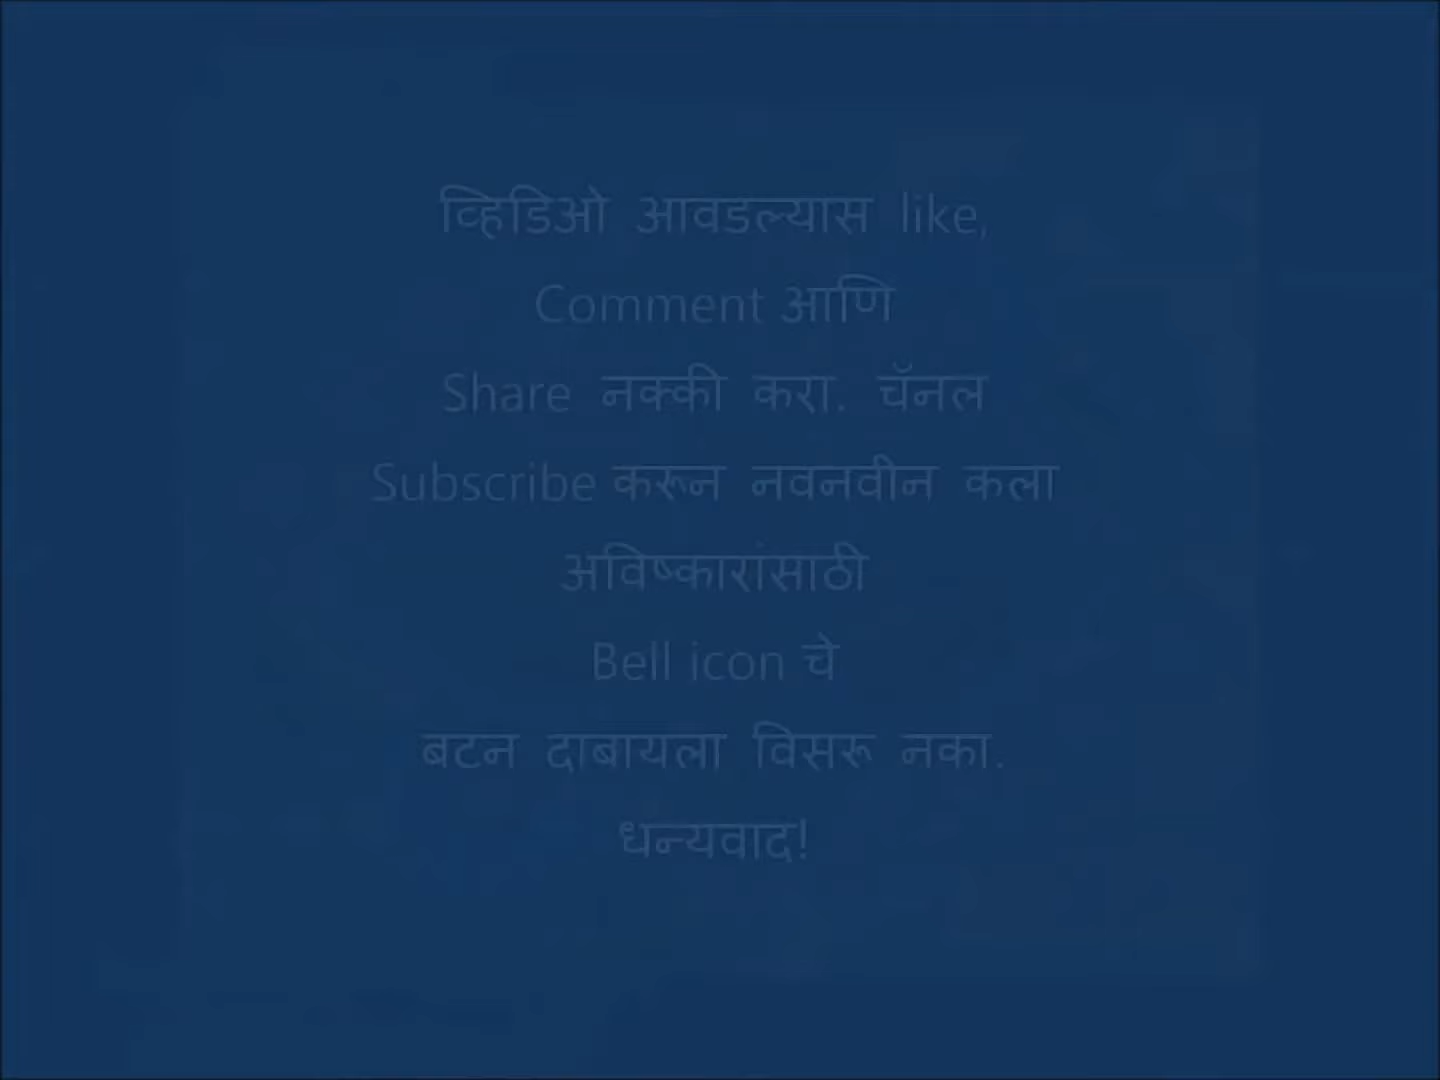 व्हिडिओ आवडल्यास like,
Comment आणि
Share नक्की करा. चॅनल
Subscribe करून नवनवीन कला
अविष्कारांसाठी
Bell icon चे
बटन दाबायला विसरू नका.
धन्यवाद!